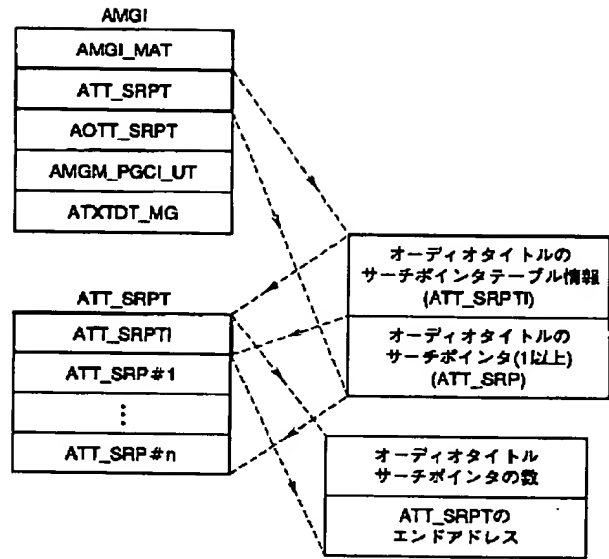 AMGI
AMGI_MAT
ATT_SRPT
AOTT_SRPT
AMGM_PGCI_UT
ATXTDT_MG
オーディオタイトルの
サーチポインタテーブル情報
(ATT_SRPTI)
オーディオタイトルの
サーチポインタ(1以上)
(ATT_SRP)
ATT_SRPT
ATT_SRPTI
ATT_SRP#1
⋮
ATT_SRP#n
オーディオタイトル
サーチポインタの数
ATT_SRPTの
エンドアドレス